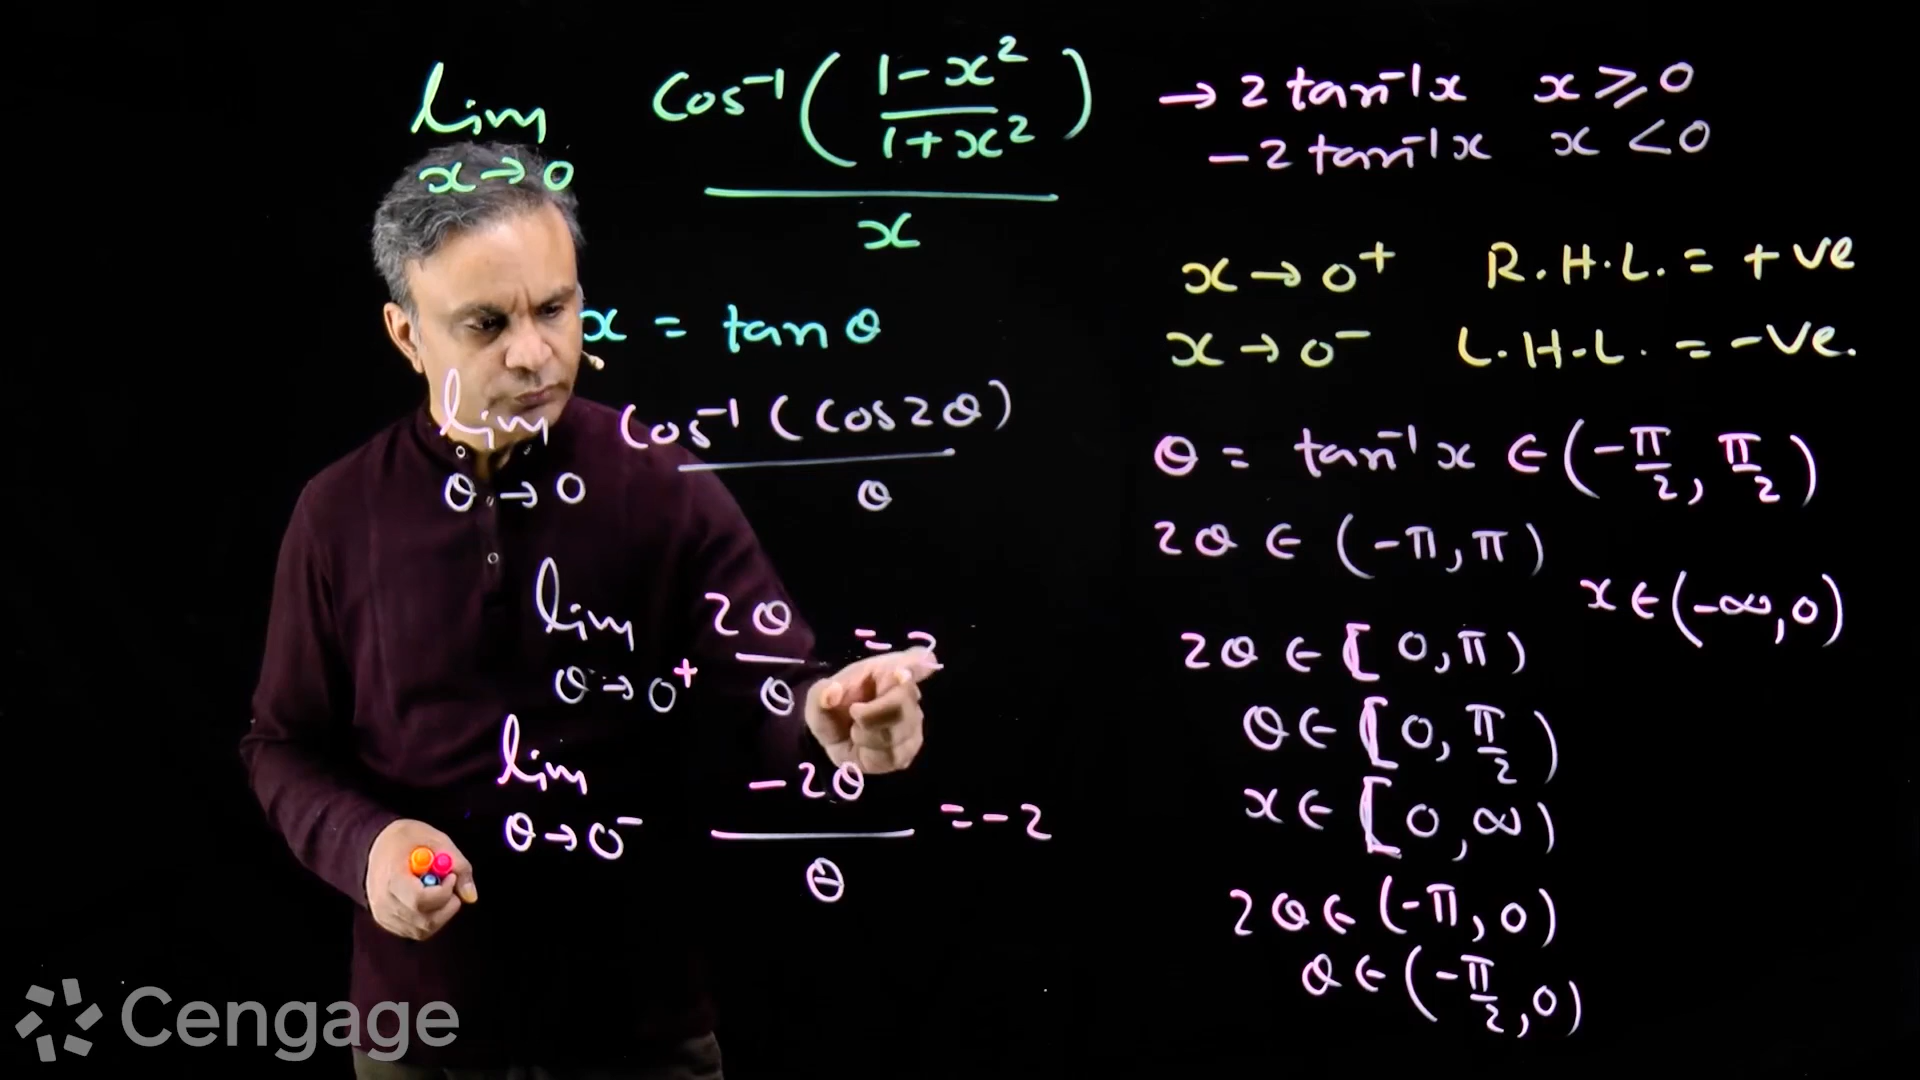 lim x→0 cos⁻¹((1-x²)/(1+x²)) / x
→ 2 tan⁻¹x x ⩾ 0
-2 tan⁻¹x x < 0
x → 0⁺ R.H.L. = +ve
x → 0⁻ L.H.L. = -ve.
x = tan θ
lim θ→0 cos⁻¹(cos2θ) / θ
lim θ→0⁺ 2θ / θ = 2
lim θ→0⁻ -2θ / θ = -2
θ = tan⁻¹x ∈ (-π/2, π/2)
2θ ∈ (-π, π)
x ∈ (-∞, 0)
2θ ∈ [0, π)
θ ∈ [0, π/2)
x ∈ [0, ∞)
2θ ∈ (-π, 0)
θ ∈ (-π/2, 0)
Cengage